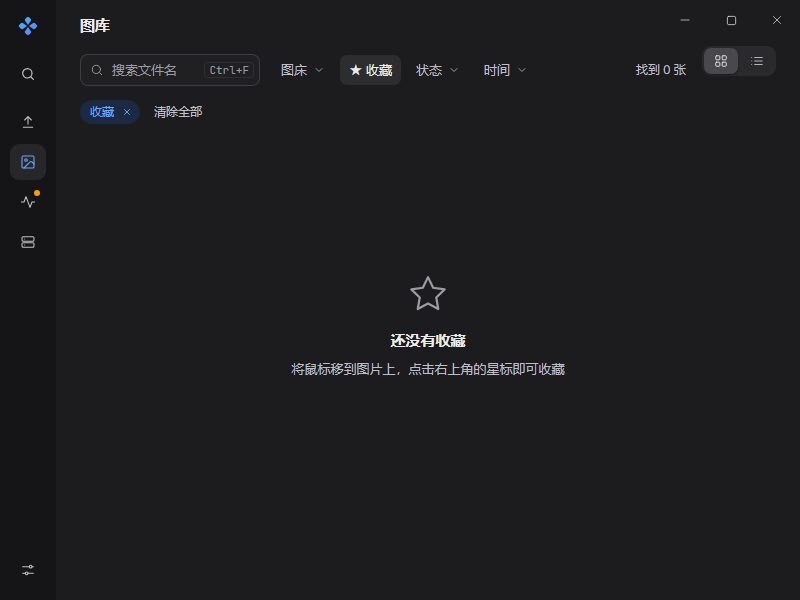 图库
搜索文件名 Ctrl+F 图床 ★ 收藏 状态 时间 找到 0 张
收藏 × 清除全部
还没有收藏
将鼠标移到图片上，点击右上角的星标即可收藏